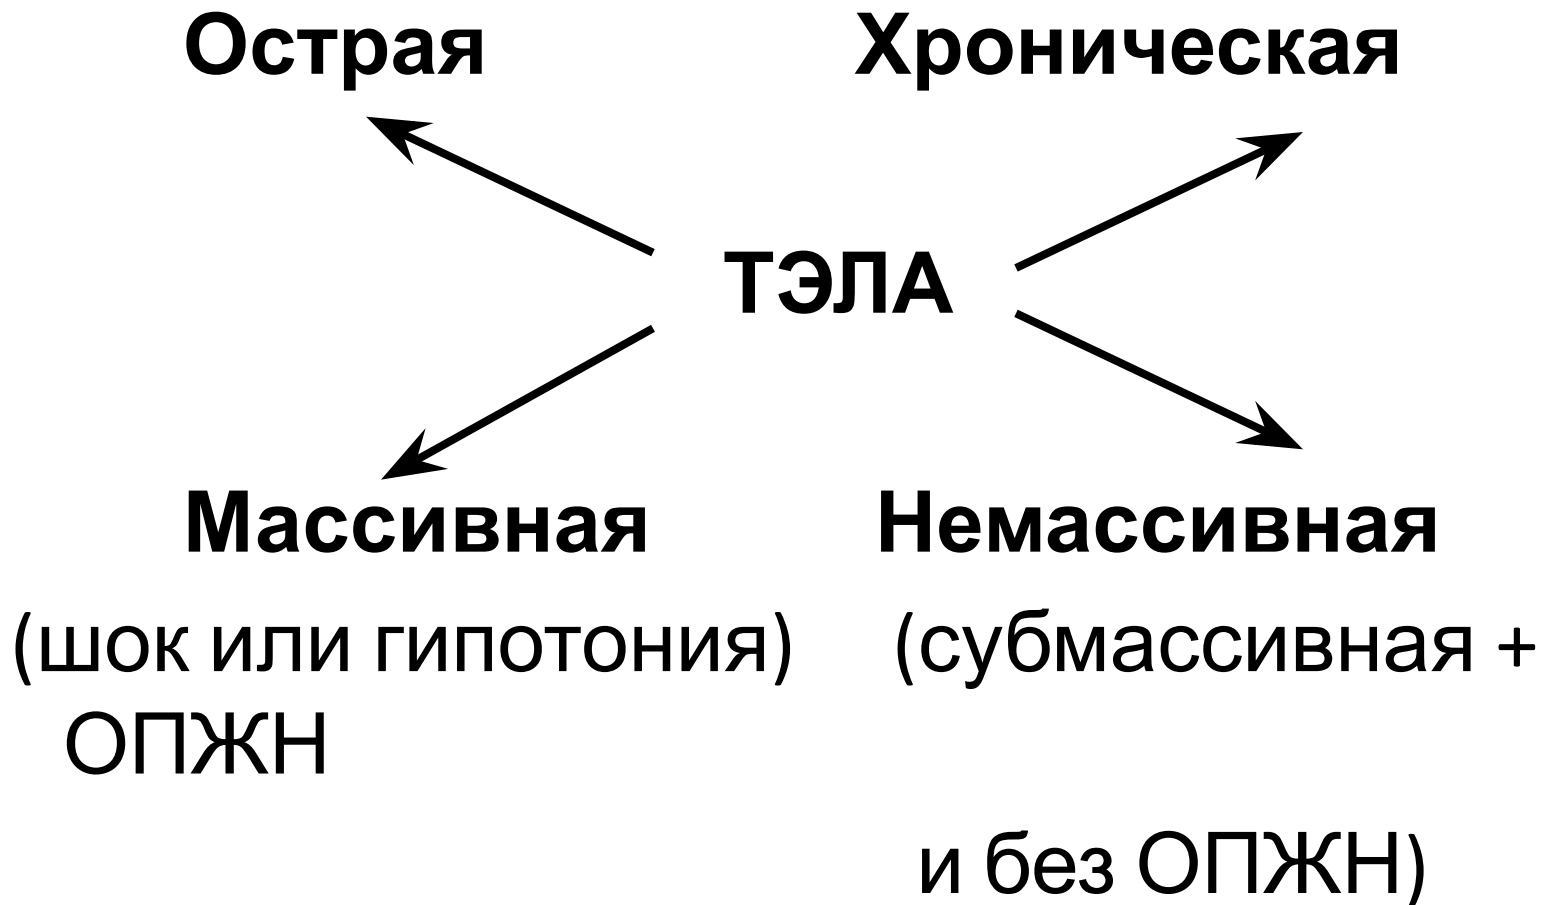 Острая Хроническая
ТЭЛА
Массивная Немассивная
(шок или гипотония) (субмассивная +
ОПЖН
и без ОПЖН)